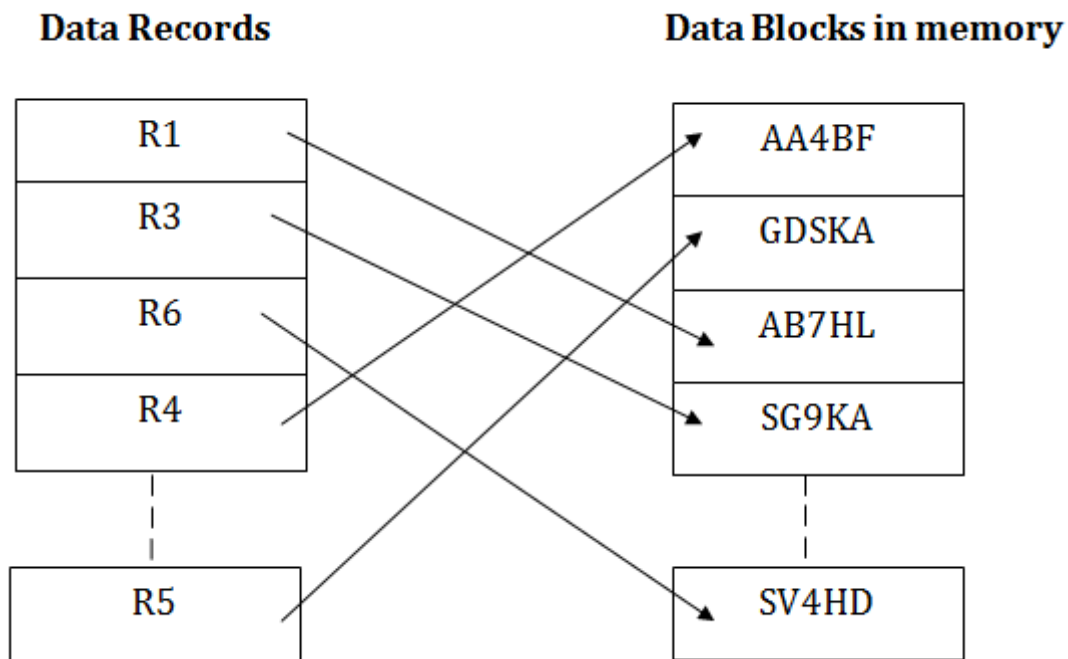 Data Records
Data Blocks in memory
R1
R3
R6
R4
R5
AA4BF
GDSKA
AB7HL
SG9KA
SV4HD